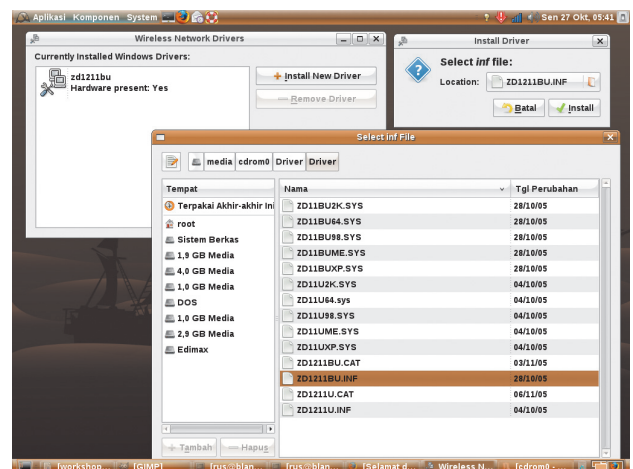 Aplikasi Komponen System Sen 27 Okt, 05:41
Wireless Network Drivers
Currently Installed Windows Drivers:
zd1211bu
Hardware present: Yes
Install New Driver
Remove Driver
Install Driver
Select inf file:
Location: ZD1211BU.INF
Batal Install
Select inf File
media cdrom0 Driver Driver
Tempat
Terpakai Akhir-akhir Ini
root
Sistem Berkas
1,9 GB Media
4,0 GB Media
1,0 GB Media
DOS
1,0 GB Media
2,9 GB Media
Edimax
Tambah Hapus
Nama Tgl Perubahan
ZD11BU2K.SYS 28/10/05
ZD11BU64.SYS 28/10/05
ZD11BU98.SYS 28/10/05
ZD11BUME.SYS 28/10/05
ZD11BUXP.SYS 28/10/05
ZD11U2K.SYS 04/10/05
ZD11U64.sys 04/10/05
ZD11U98.SYS 04/10/05
ZD11UME.SYS 04/10/05
ZD11UXP.SYS 04/10/05
ZD1211BU.CAT 03/11/05
ZD1211BU.INF 28/10/05
ZD1211U.CAT 06/11/05
ZD1211U.INF 04/10/05
[workshop... [GIMP] [rus@blan... [rus@blan... [Selamat d... Wireless N... [cdrom0 -...